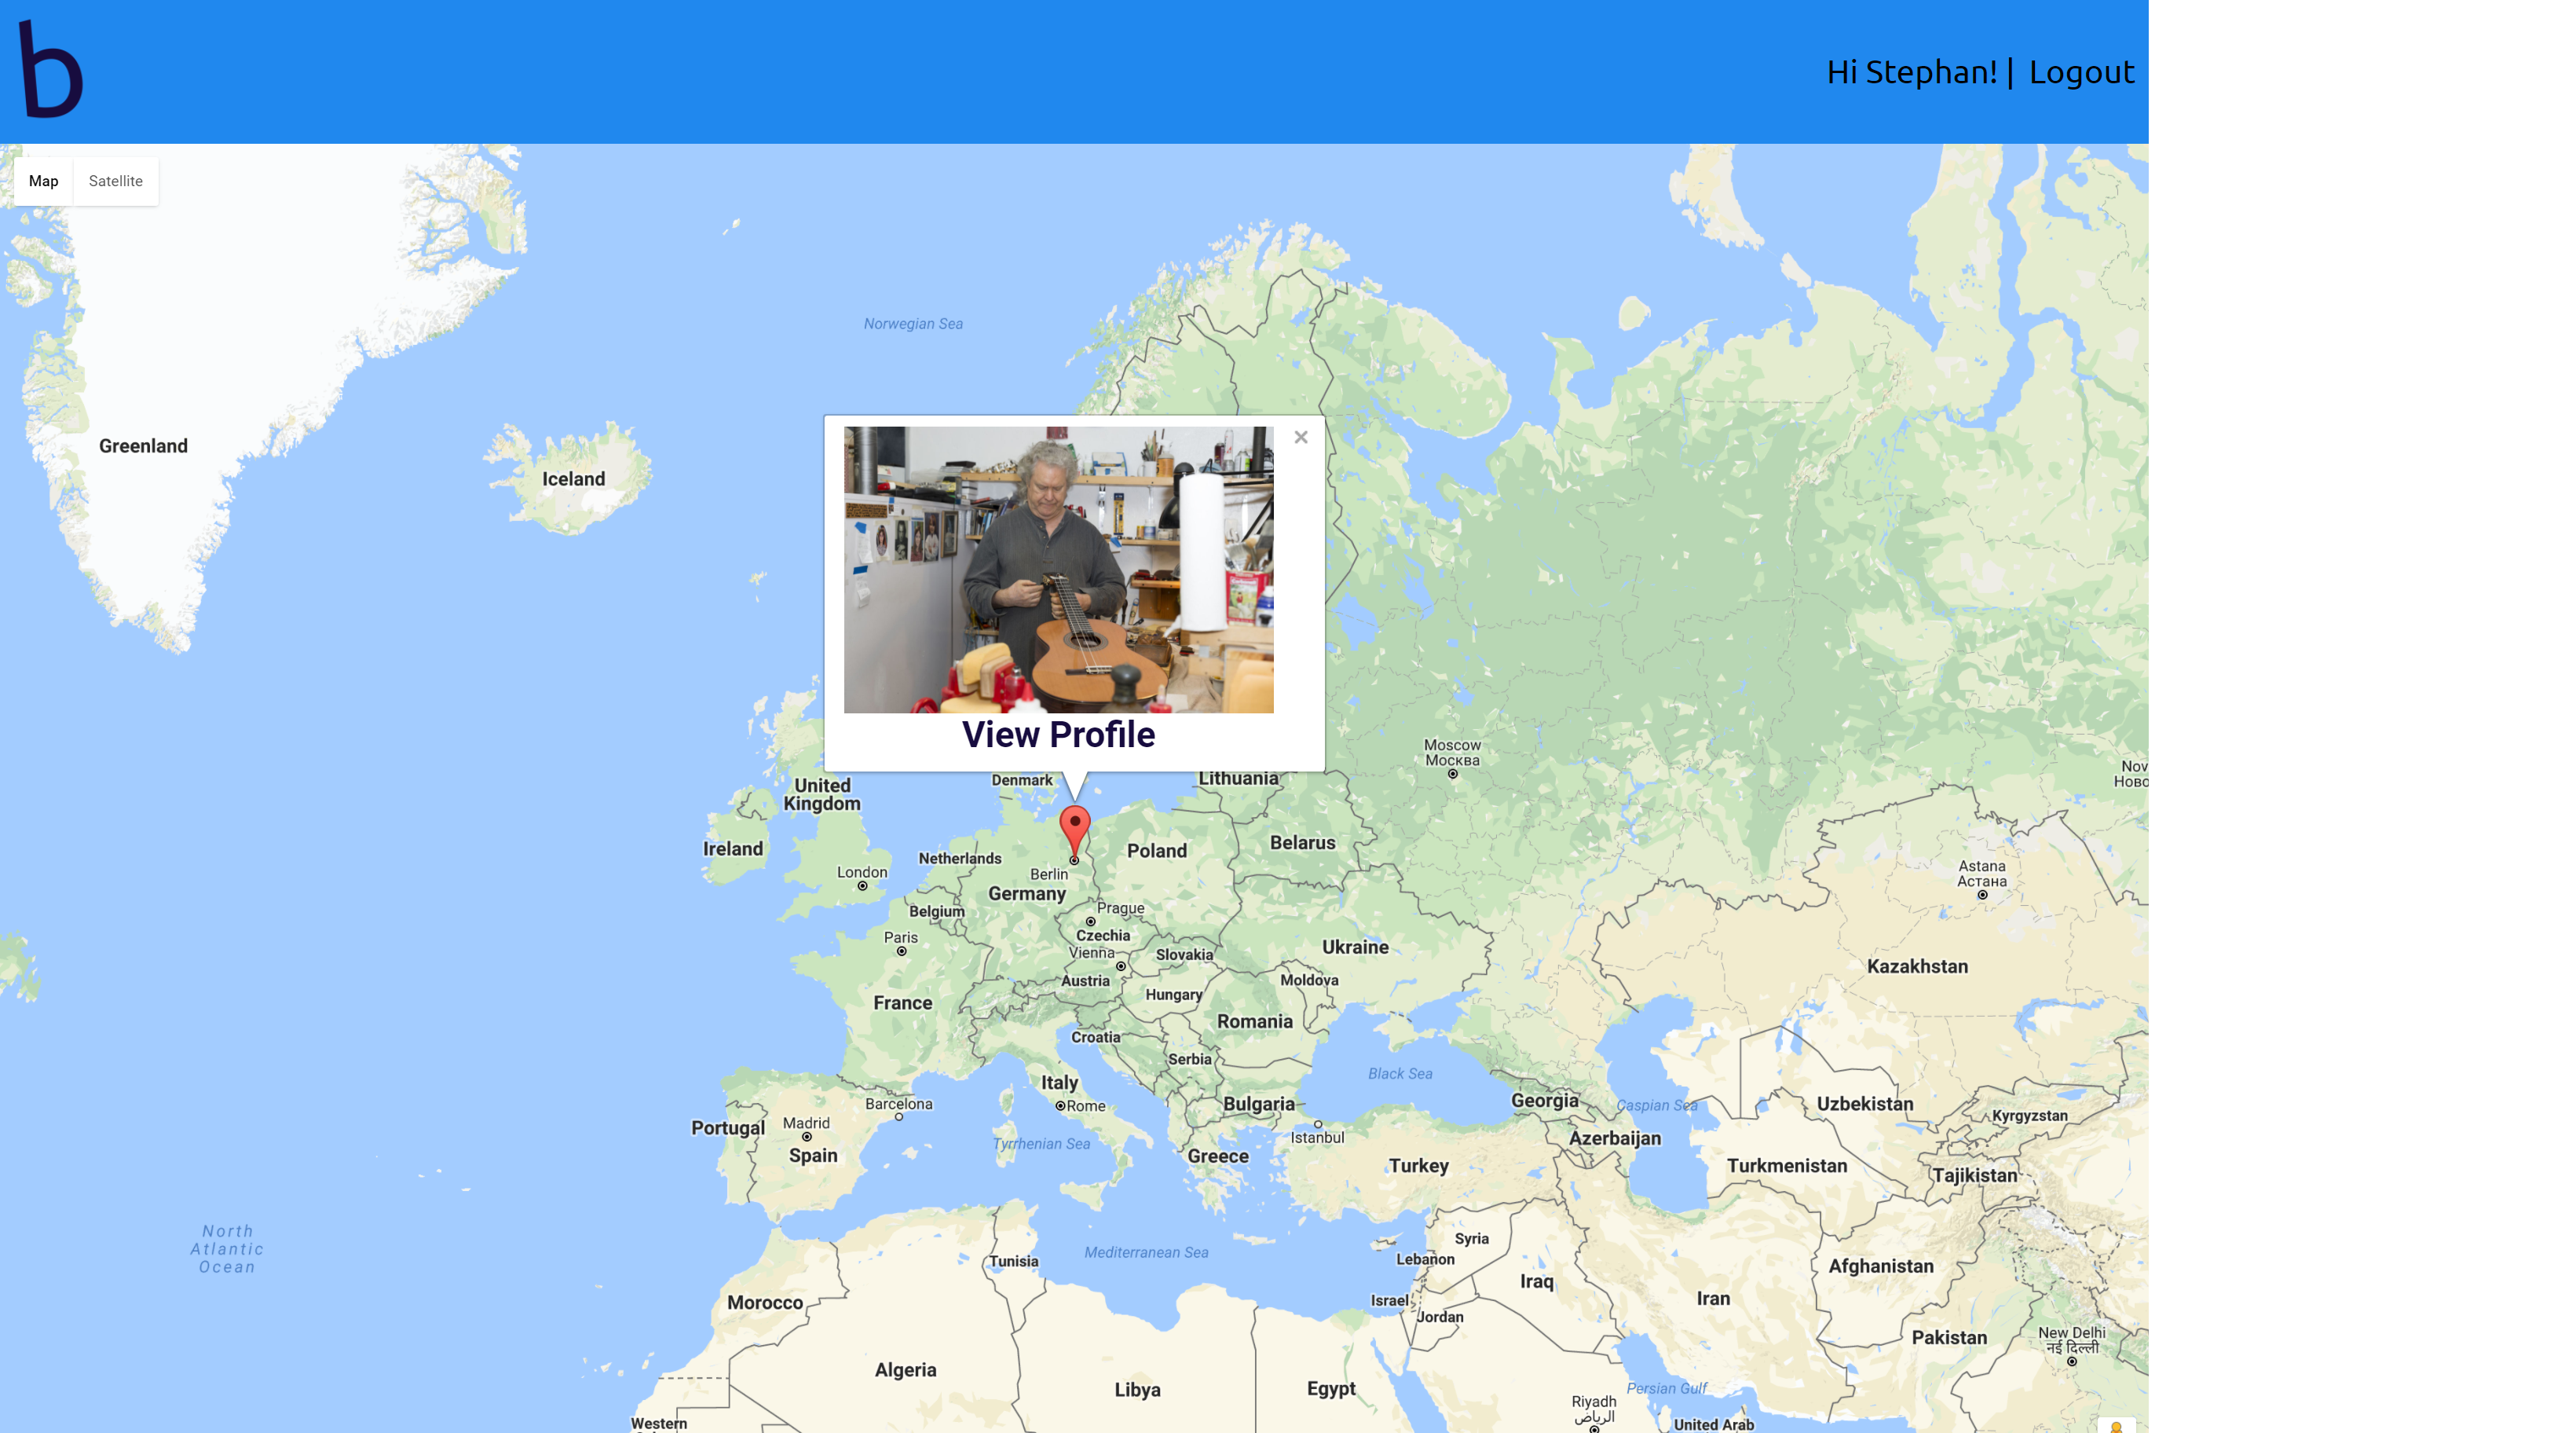 b
Hi Stephan! | Logout
Map
Satellite
Norwegian Sea
Greenland
Iceland
View Profile
Moscow
Москва
Nov
Ново
Denmark
Lithuania
United
Kingdom
Ireland
Netherlands
Poland
Belarus
London
Berlin
Germany
Astana
Астана
Belgium
Prague
Paris
Czechia
Vienna
Slovakia
Ukraine
Kazakhstan
Austria
Hungary
Moldova
France
Romania
Croatia
Serbia
Black Sea
Italy
Barcelona
Rome
Bulgaria
Georgia
Caspian Sea
Uzbekistan
Kyrgyzstan
Portugal
Madrid
Spain
Tyrrhenian Sea
Istanbul
Azerbaijan
Greece
Turkey
Turkmenistan
Tajikistan
North
Atlantic
Ocean
Tunisia
Mediterranean Sea
Syria
Lebanon
Iraq
Afghanistan
Morocco
Israel
Jordan
Iran
Pakistan
New Delhi
नई दिल्ली
Algeria
Libya
Egypt
Persian Gulf
Riyadh
الرياض
Western
United Arab